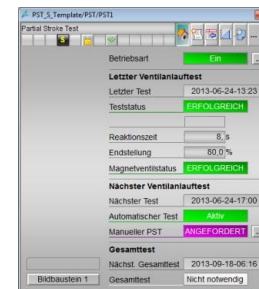 PST_S_Template/PST/PST1
Partial Stroke Test
S
Betriebsart Ein ...
Letzter Ventilanlauftest
Letzter Test 2013-06-24-13:23
Teststatus ERFOLGREICH
Reaktionszeit 8, s
Endstellung 80,0 %
Magnetventilstatus ERFOLGREICH
Nächster Ventilanlauftest
Nächster Test 2013-06-24-17:00
Automatischer Test Aktiv
Manueller PST ANGEFORDERT ...
Gesamttest
Nächst. Gesamttest 2013-09-18-06:16
Bildbaustein 1 Gesamttest Nicht notwendig